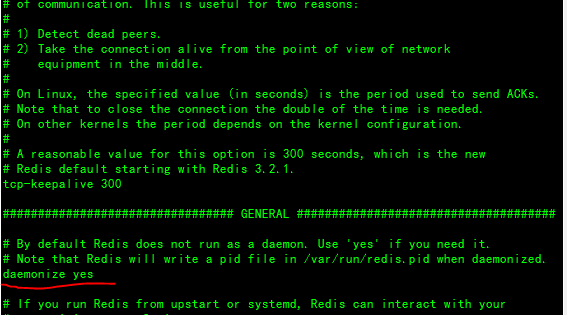 # of communication. This is useful for two reasons:
#
# 1) Detect dead peers.
# 2) Take the connection alive from the point of view of network
#    equipment in the middle.
#
# On Linux, the specified value (in seconds) is the period used to send ACKs.
# Note that to close the connection the double of the time is needed.
# On other kernels the period depends on the kernel configuration.
#
# A reasonable value for this option is 300 seconds, which is the new
# Redis default starting with Redis 3.2.1.
tcp-keepalive 300
################################# GENERAL #####################################
# By default Redis does not run as a daemon. Use 'yes' if you need it.
# Note that Redis will write a pid file in /var/run/redis.pid when daemonized.
daemonize yes
# If you run Redis from upstart or systemd, Redis can interact with your